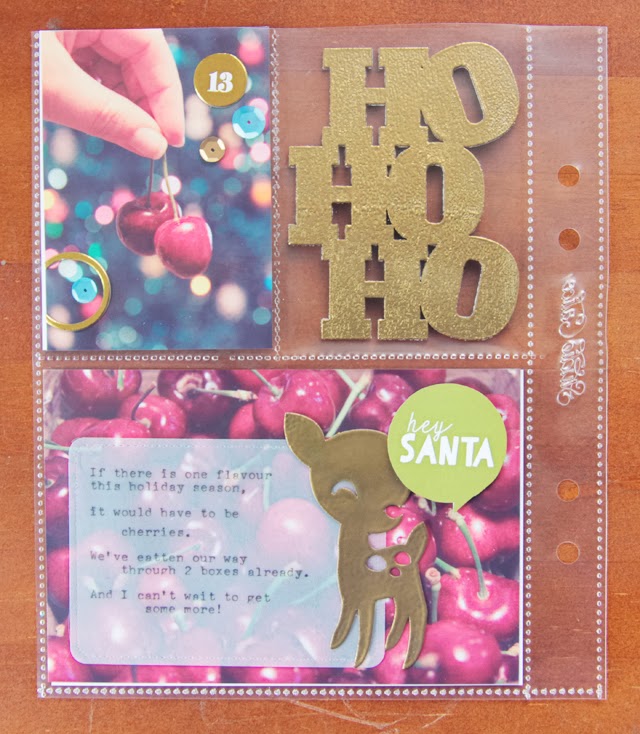 13
HO
HO
HO
hey
SANTA
If there is one flavour
this holiday season,
it would have to be
cherries.
We've eatten our way
through 2 boxes already.
And I can't wait to get
some more!